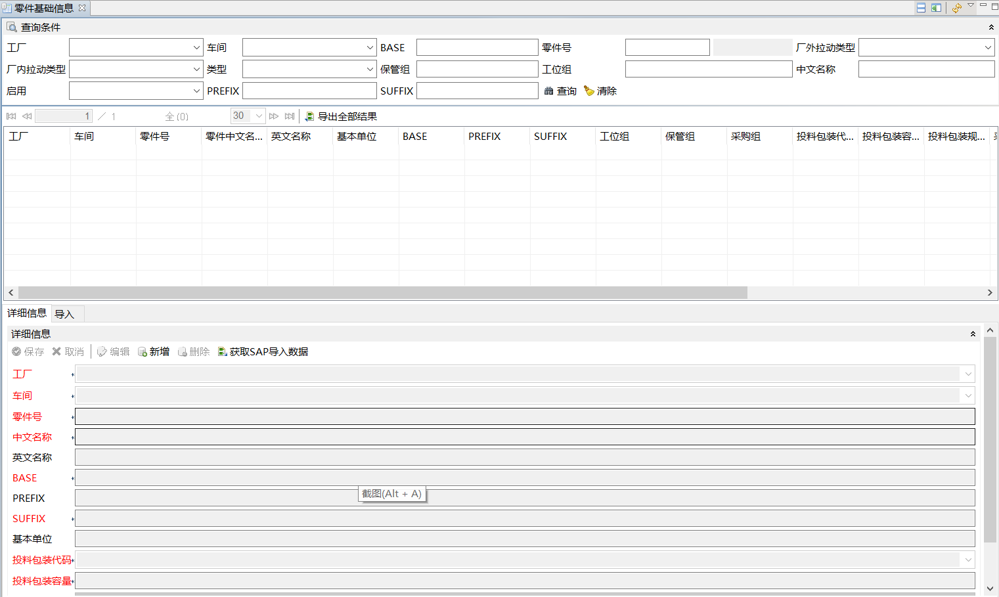 零件基础信息
查询条件
工厂 车间 BASE 零件号 厂外拉动类型
厂内拉动类型 类型 保管组 工位组 中文名称
启用 PREFIX SUFFIX 查询 清除
1 / 1 全(0) 30 导出全部结果
工厂 车间 零件号 零件中文名... 英文名称 基本单位 BASE PREFIX SUFFIX 工位组 保管组 采购组 投料包装代... 投料包装容... 投料包装规...
详细信息 导入
详细信息
保存 取消 编辑 新增 删除 获取SAP导入数据
工厂 *
车间 *
零件号 *
中文名称 *
英文名称
BASE *
PREFIX
截图(Alt + A)
SUFFIX *
基本单位
投料包装代码*
投料包装容量*